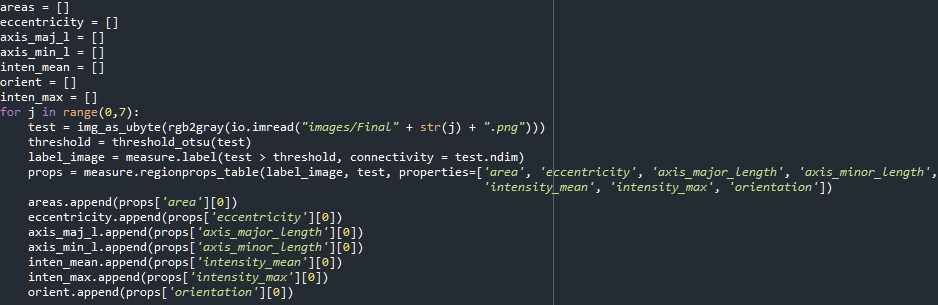 areas = []
eccentricity = []
axis_maj_l = []
axis_min_l = []
inten_mean = []
orient = []
inten_max = []
for j in range(0,7):
    test = img_as_ubyte(rgb2gray(io.imread("images/Final" + str(j) + ".png")))
    threshold = threshold_otsu(test)
    label_image = measure.label(test > threshold, connectivity = test.ndim)
    props = measure.regionprops_table(label_image, test, properties=['area', 'eccentricity', 'axis_major_length', 'axis_minor_length',
                                                                     'intensity_mean', 'intensity_max', 'orientation'])
    areas.append(props['area'][0])
    eccentricity.append(props['eccentricity'][0])
    axis_maj_l.append(props['axis_major_length'][0])
    axis_min_l.append(props['axis_minor_length'][0])
    inten_mean.append(props['intensity_mean'][0])
    inten_max.append(props['intensity_max'][0])
    orient.append(props['orientation'][0])